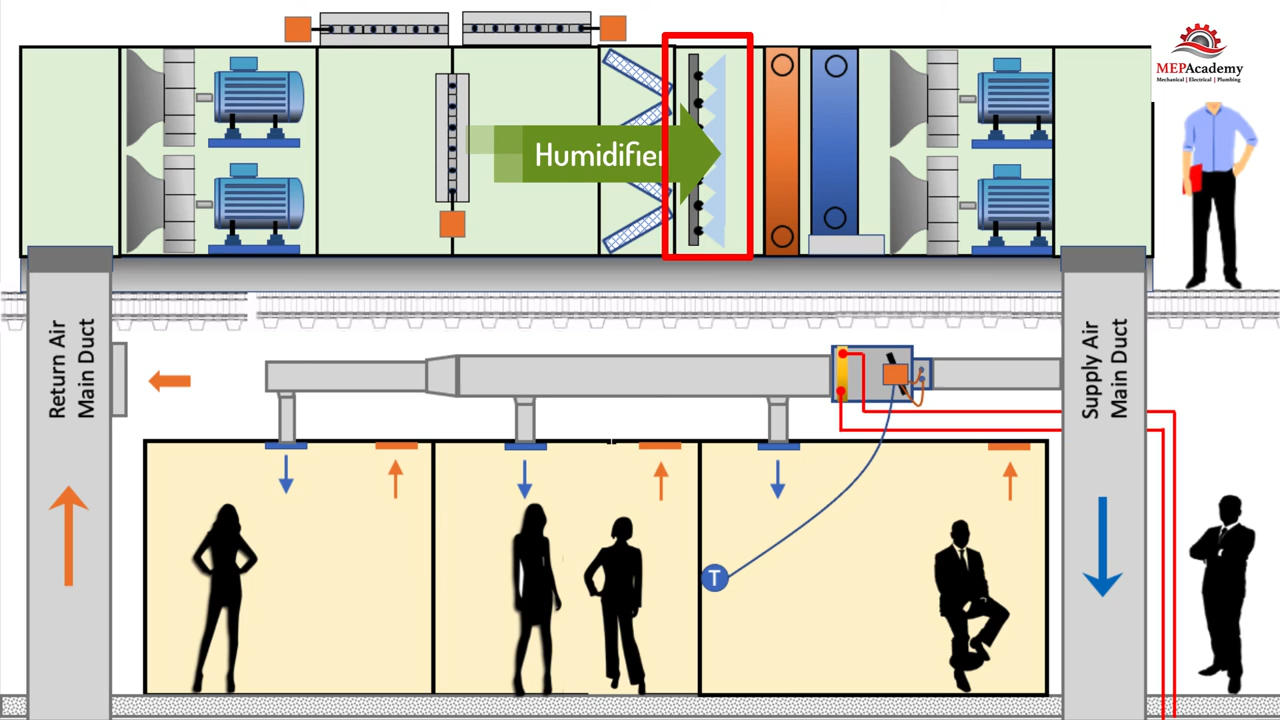 MEPAcademy
Mechanical | Electrical | Plumbing
Humidifier
Return Air
Main Duct
Supply Air
Main Duct
T